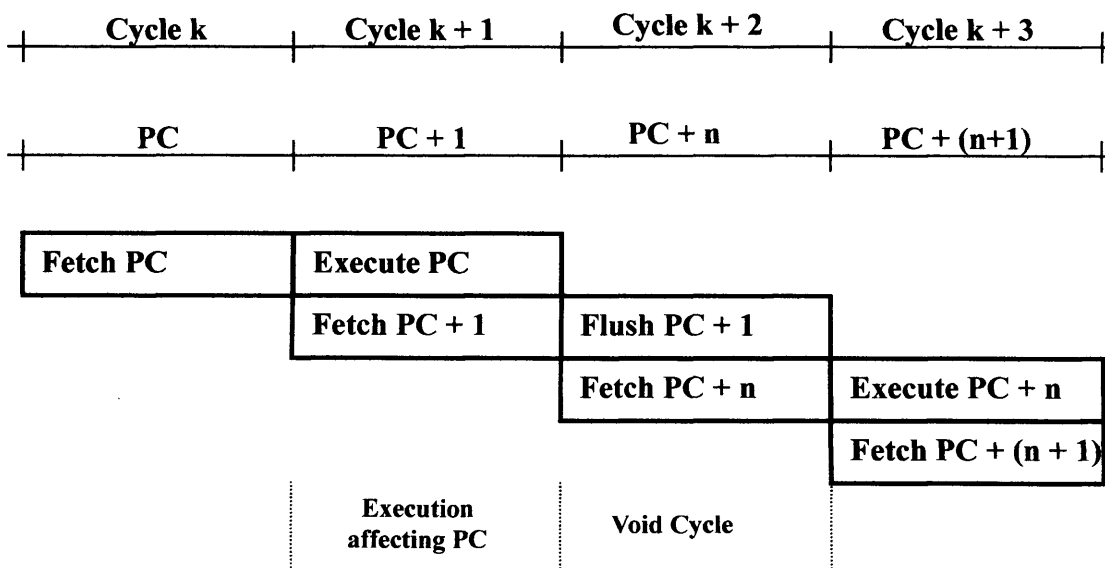 Cycle k Cycle k + 1 Cycle k + 2 Cycle k + 3
PC PC + 1 PC + n PC + (n+1)
Fetch PC Execute PC
Fetch PC + 1 Flush PC + 1
Fetch PC + n Execute PC + n
Fetch PC + (n + 1)
Execution
affecting PC
Void Cycle